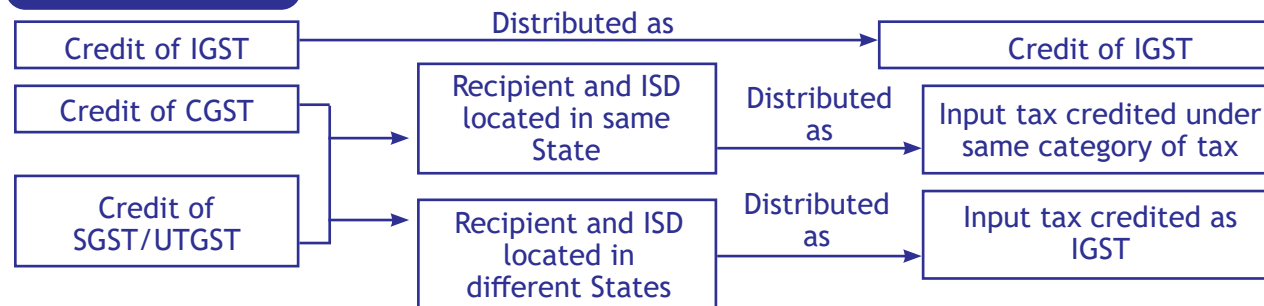 Credit of IGST
Distributed as
Credit of IGST
Credit of CGST
Recipient and ISD
located in same
State
Distributed
as
Input tax credited under
same category of tax
Credit of
SGST/UTGST
Recipient and ISD
located in
different States
Distributed
as
Input tax credited as
IGST